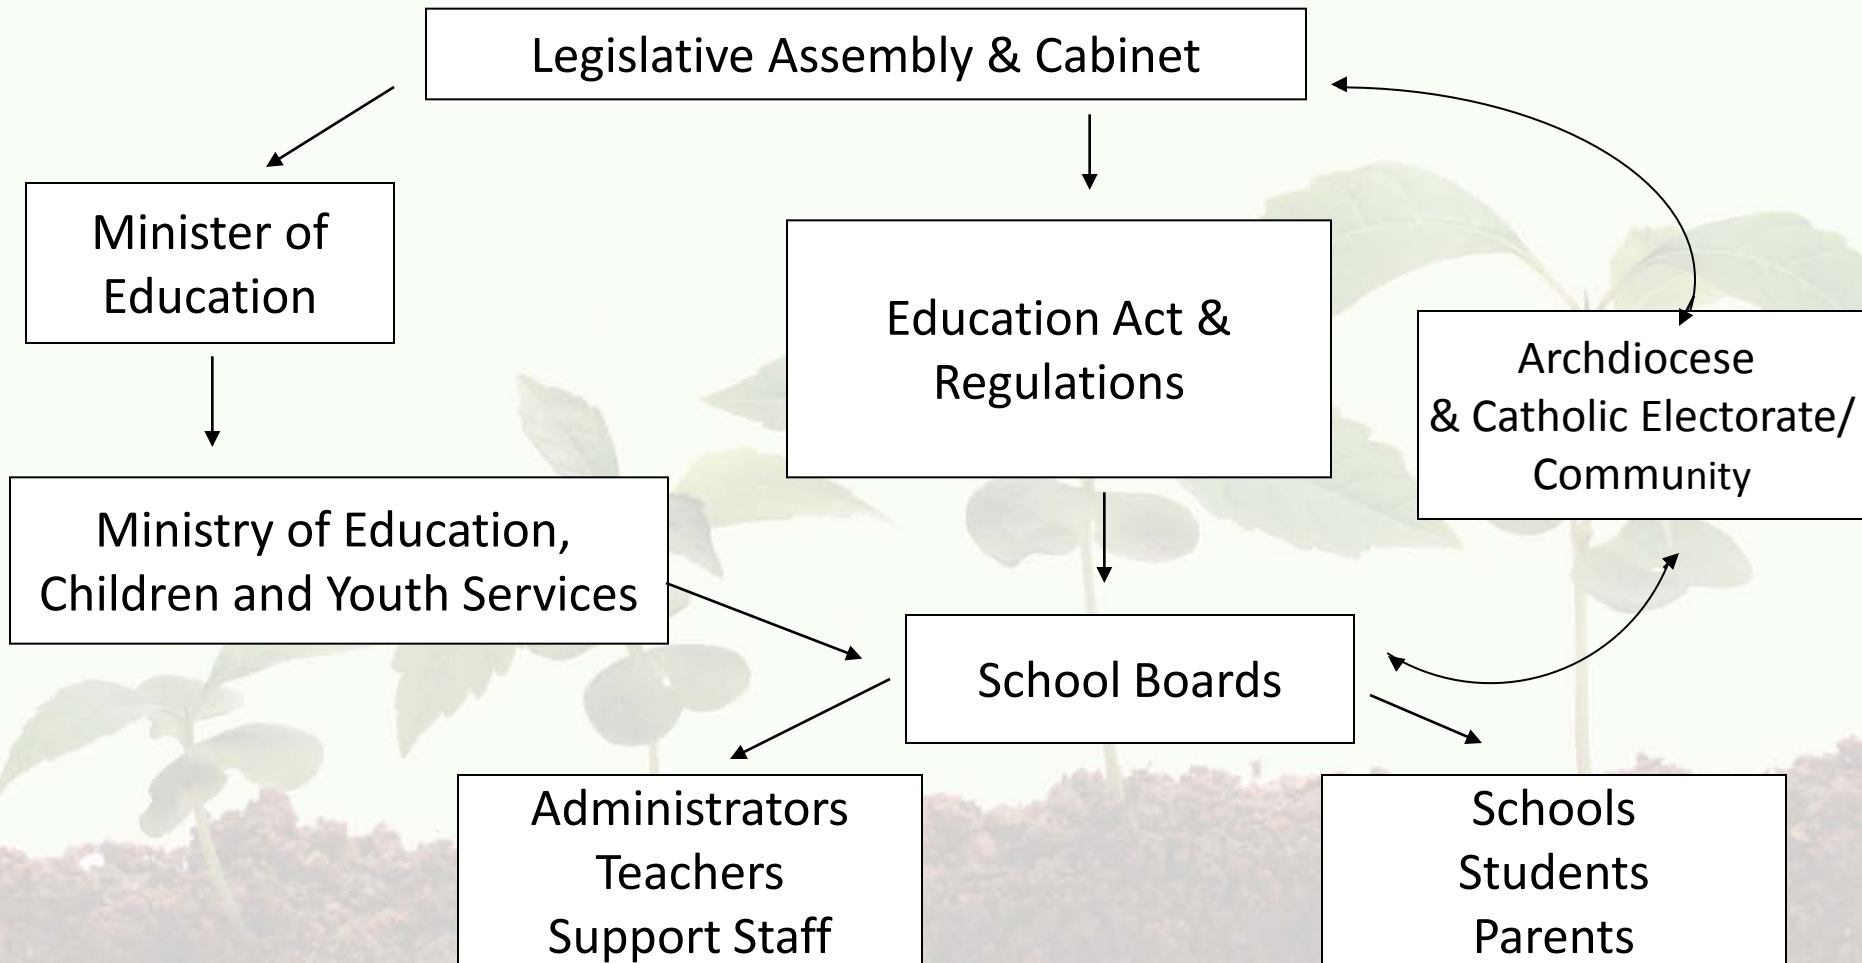 Legislative Assembly & Cabinet
Minister of
Education
Education Act &
Regulations
Archdiocese
& Catholic Electorate/
Community
Ministry of Education,
Children and Youth Services
School Boards
Administrators
Teachers
Support Staff
Schools
Students
Parents